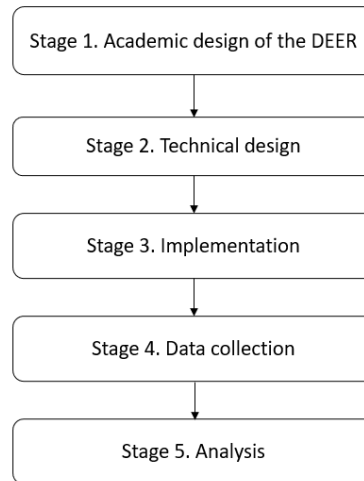 Stage 1. Academic design of the DEER
Stage 2. Technical design
Stage 3. Implementation
Stage 4. Data collection
Stage 5. Analysis